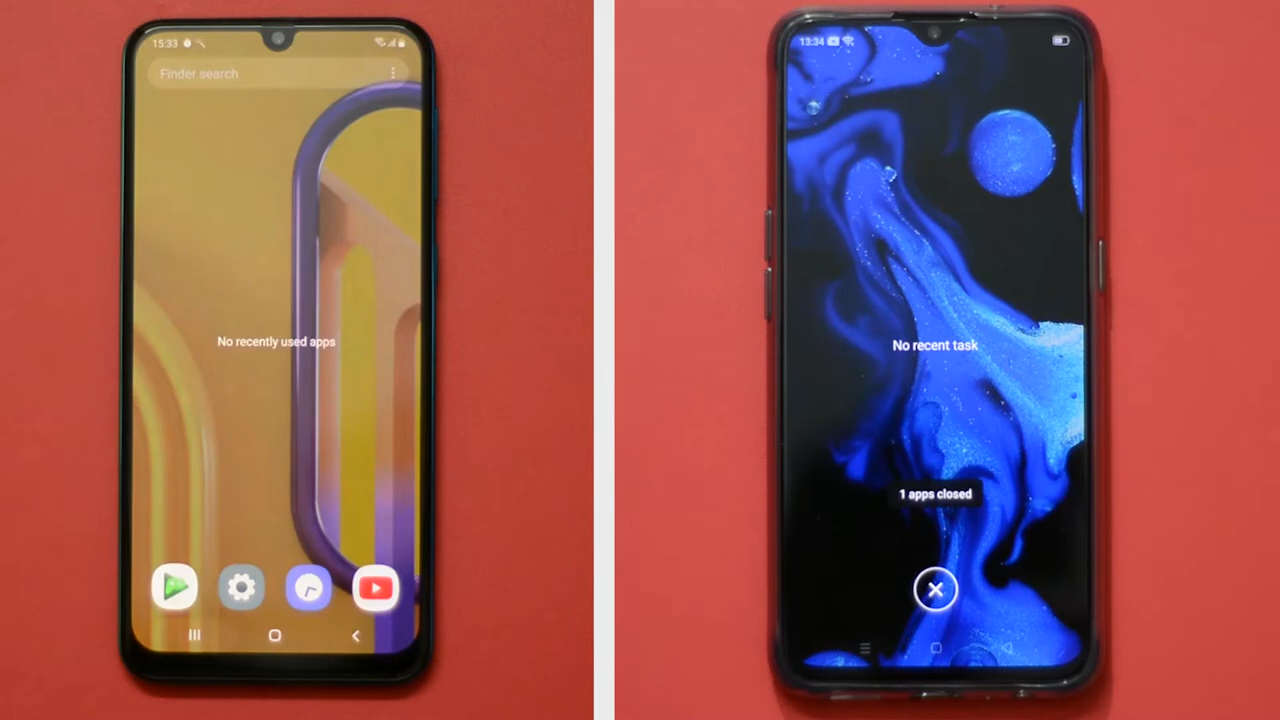 15:33
Finder search
No recently used apps
13:34
No recent task
1 apps closed